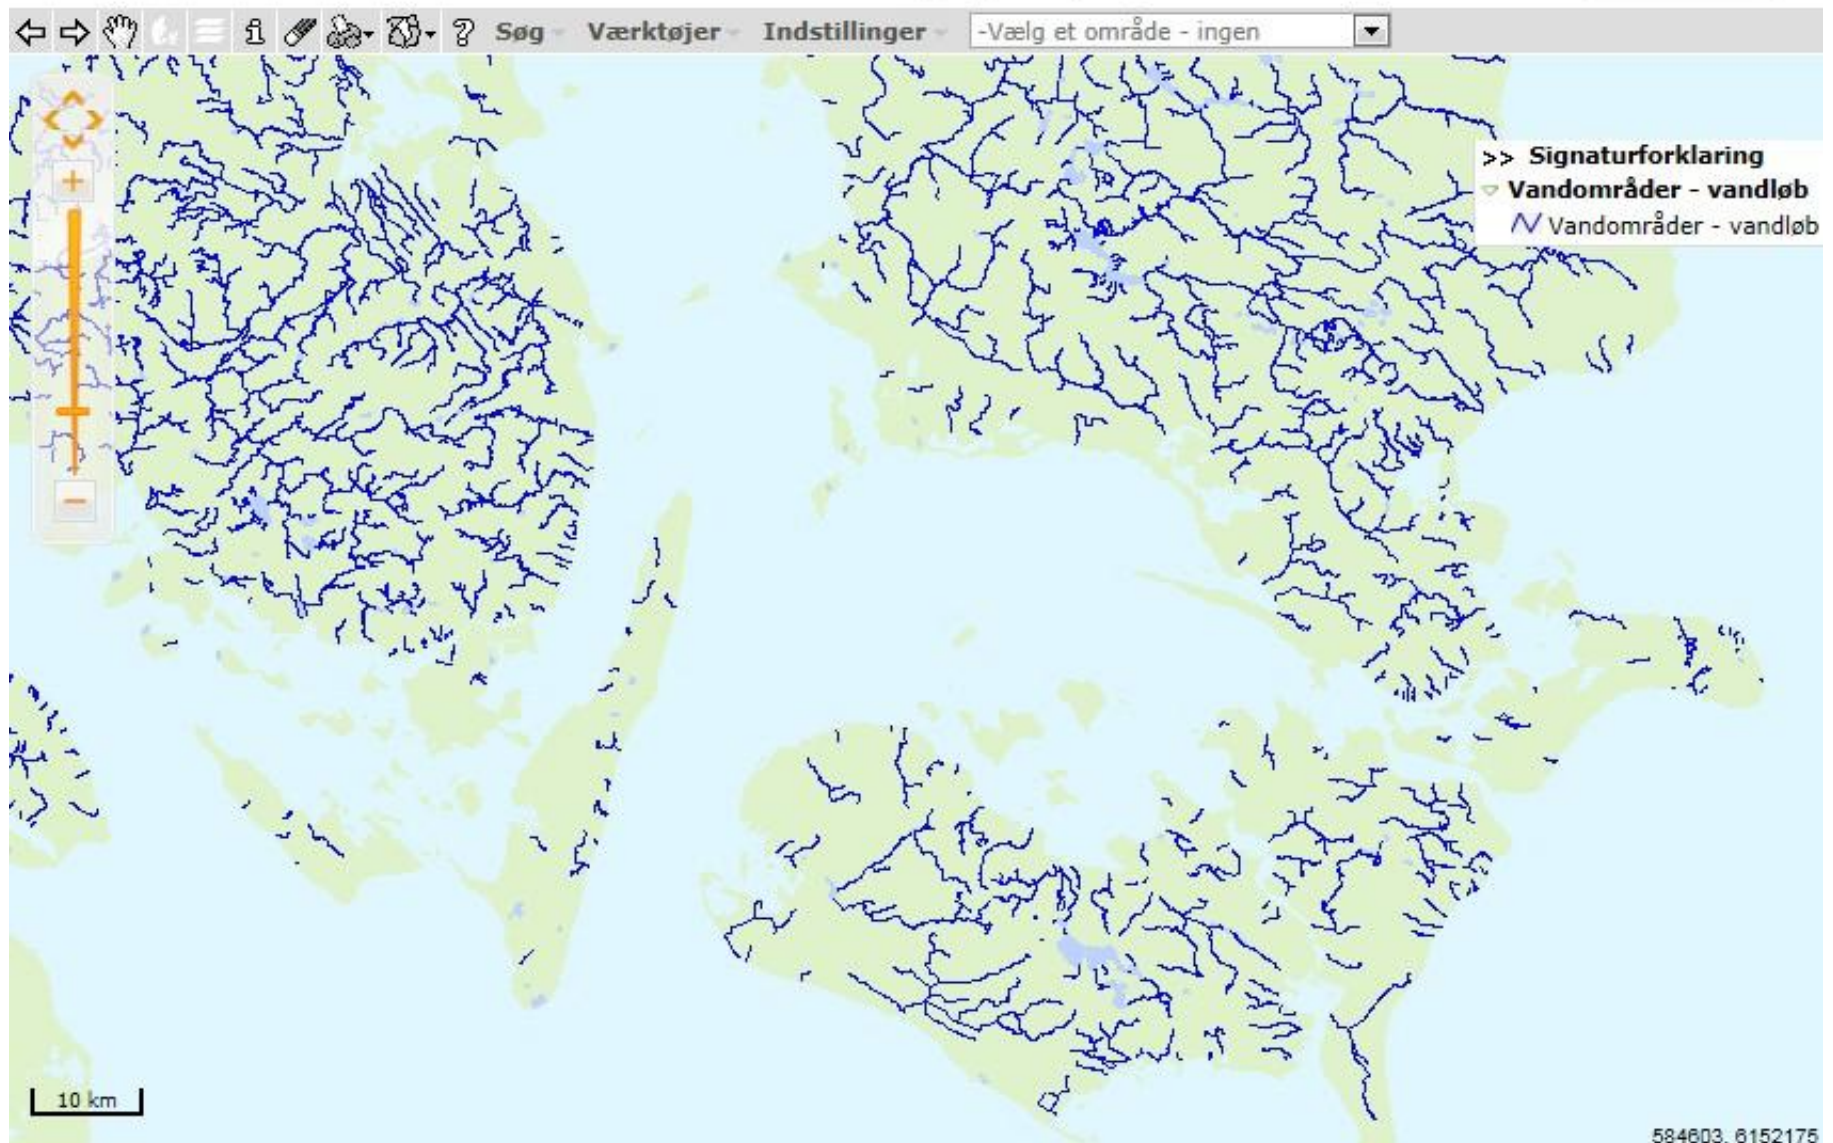 Søg Værktøjer Indstillinger -Vælg et område - ingen
>> Signaturforklaring
Vandområder - vandløb
Vandområder - vandløb
10 km
584603, 6152175